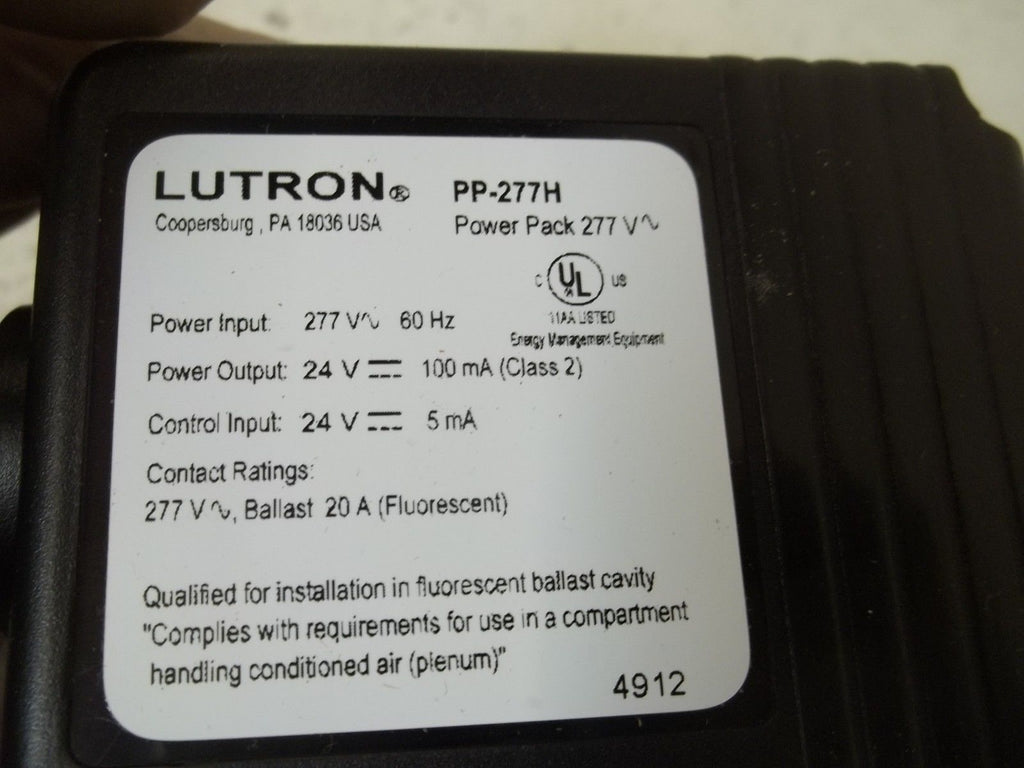 LUTRON® PP-277H
Coopersburg, PA 18036 USA Power Pack 277 V∿
C UL US
11AA LISTED
Energy Management Equipment
Power Input: 277 V∿ 60 Hz
Power Output: 24 V ⎓ 100 mA (Class 2)
Control Input: 24 V ⎓ 5 mA
Contact Ratings:
277 V∿, Ballast 20 A (Fluorescent)
Qualified for installation in fluorescent ballast cavity
"Complies with requirements for use in a compartment
handling conditioned air (plenum)"
4912